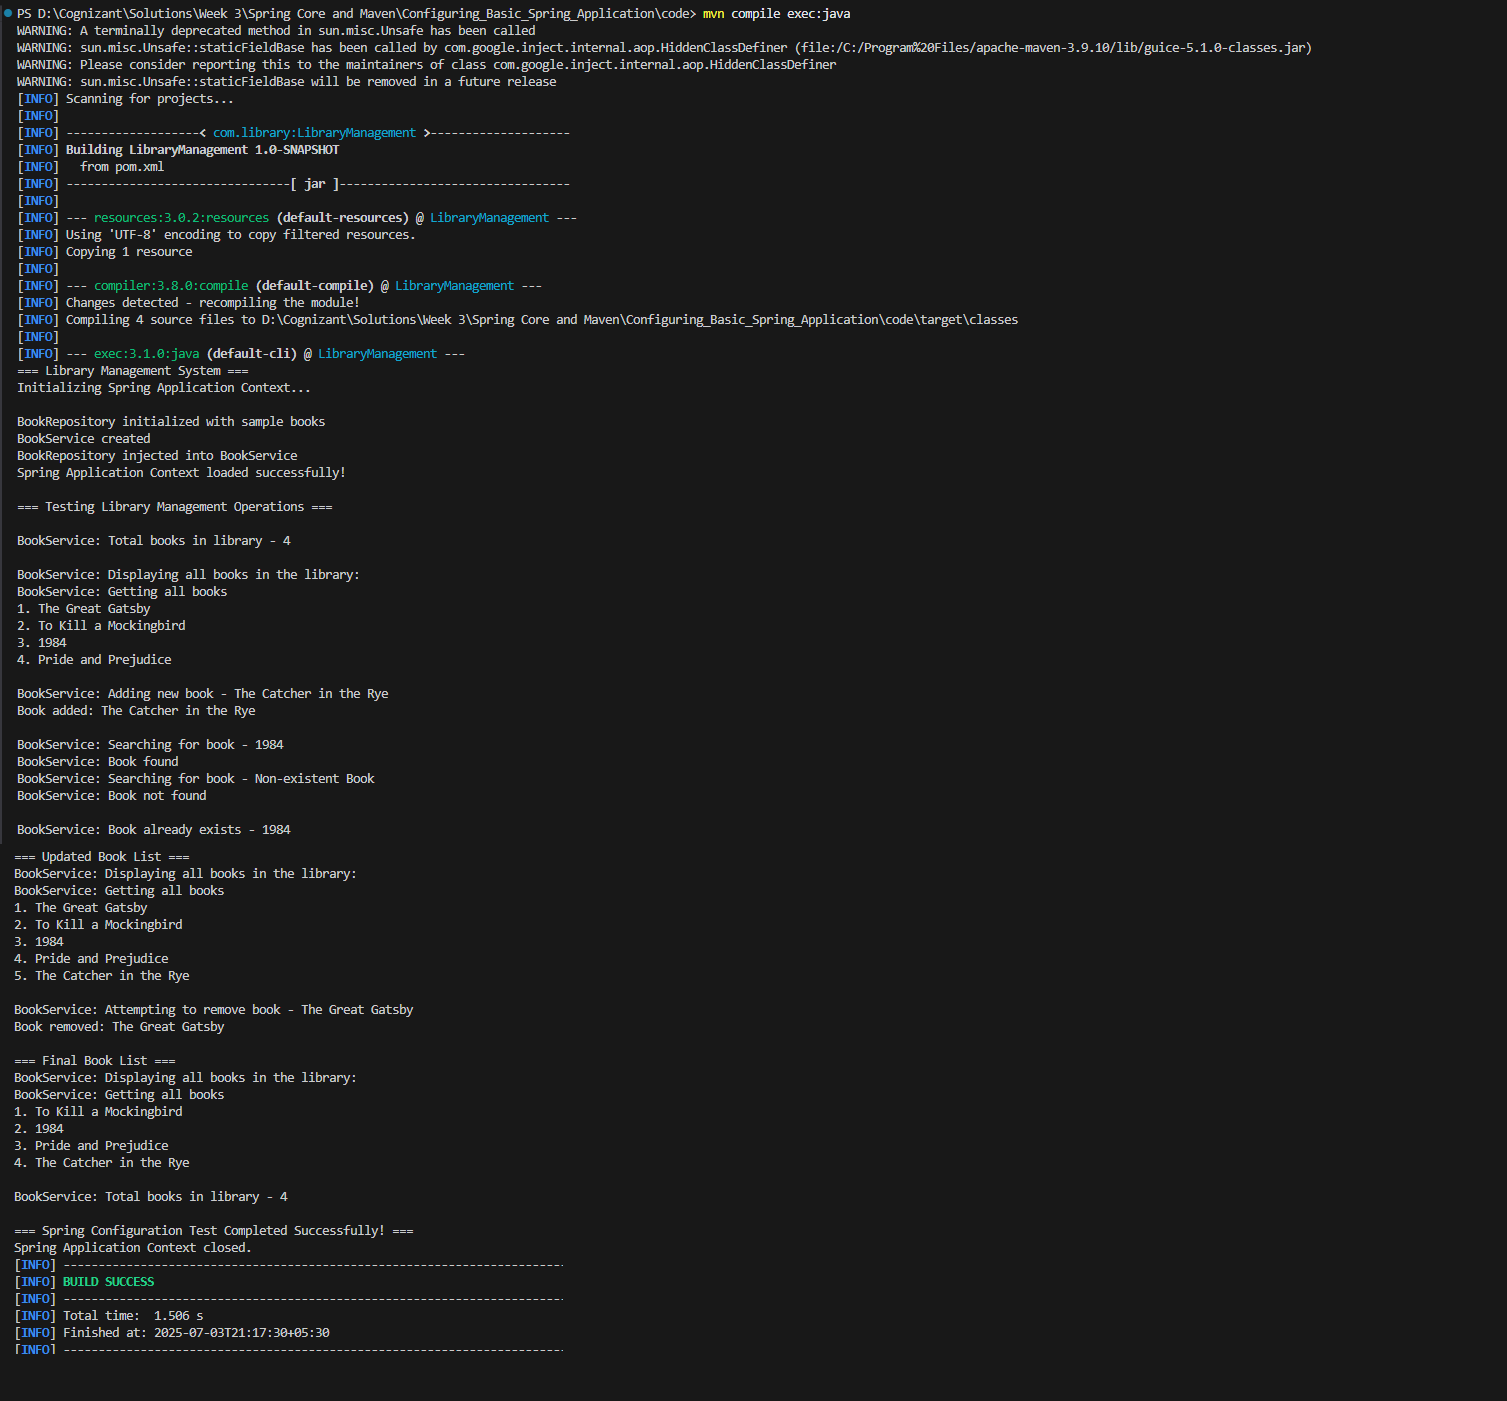 PS D:\Cognizant\Solutions\Week 3\Spring Core and Maven\Configuring_Basic_Spring_Application\code> mvn compile exec:java
WARNING: A terminally deprecated method in sun.misc.Unsafe has been called
WARNING: sun.misc.Unsafe::staticFieldBase has been called by com.google.inject.internal.aop.HiddenClassDefiner (file:/C:/Program%20Files/apache-maven-3.9.10/lib/guice-5.1.0-classes.jar)
WARNING: Please consider reporting this to the maintainers of class com.google.inject.internal.aop.HiddenClassDefiner
WARNING: sun.misc.Unsafe::staticFieldBase will be removed in a future release
[INFO] Scanning for projects...
[INFO]
[INFO] -------------------< com.library:LibraryManagement >--------------------
[INFO] Building LibraryManagement 1.0-SNAPSHOT
[INFO]   from pom.xml
[INFO] --------------------------------[ jar ]---------------------------------
[INFO]
[INFO] --- resources:3.0.2:resources (default-resources) @ LibraryManagement ---
[INFO] Using 'UTF-8' encoding to copy filtered resources.
[INFO] Copying 1 resource
[INFO]
[INFO] --- compiler:3.8.0:compile (default-compile) @ LibraryManagement ---
[INFO] Changes detected - recompiling the module!
[INFO] Compiling 4 source files to D:\Cognizant\Solutions\Week 3\Spring Core and Maven\Configuring_Basic_Spring_Application\code\target\classes
[INFO]
[INFO] --- exec:3.1.0:java (default-cli) @ LibraryManagement ---
=== Library Management System ===
Initializing Spring Application Context...

BookRepository initialized with sample books
BookService created
BookRepository injected into BookService
Spring Application Context loaded successfully!

=== Testing Library Management Operations ===

BookService: Total books in library - 4

BookService: Displaying all books in the library:
BookService: Getting all books
1. The Great Gatsby
2. To Kill a Mockingbird
3. 1984
4. Pride and Prejudice

BookService: Adding new book - The Catcher in the Rye
Book added: The Catcher in the Rye

BookService: Searching for book - 1984
BookService: Book found
BookService: Searching for book - Non-existent Book
BookService: Book not found

BookService: Book already exists - 1984
=== Updated Book List ===
BookService: Displaying all books in the library:
BookService: Getting all books
1. The Great Gatsby
2. To Kill a Mockingbird
3. 1984
4. Pride and Prejudice
5. The Catcher in the Rye

BookService: Attempting to remove book - The Great Gatsby
Book removed: The Great Gatsby

=== Final Book List ===
BookService: Displaying all books in the library:
BookService: Getting all books
1. To Kill a Mockingbird
2. 1984
3. Pride and Prejudice
4. The Catcher in the Rye

BookService: Total books in library - 4

=== Spring Configuration Test Completed Successfully! ===
Spring Application Context closed.
[INFO] ------------------------------------------------------------------------
[INFO] BUILD SUCCESS
[INFO] ------------------------------------------------------------------------
[INFO] Total time:  1.506 s
[INFO] Finished at: 2025-07-03T21:17:30+05:30
[INFO] ------------------------------------------------------------------------